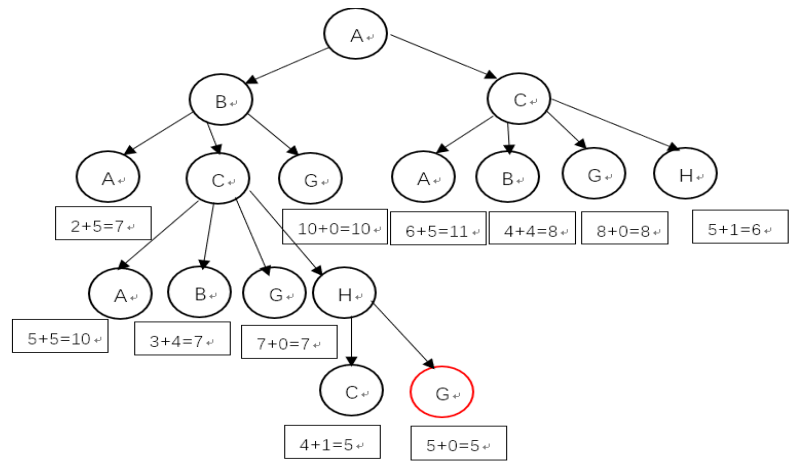 A↵
B↵
C↵
A↵
C↵
G↵
A↵
B↵
G↵
H↵
2+5=7↵
10+0=10↵
6+5=11↵
4+4=8↵
8+0=8↵
5+1=6↵
A↵
B↵
G↵
H↵
5+5=10↵
3+4=7↵
7+0=7↵
C↵
G↵
4+1=5↵
5+0=5↵